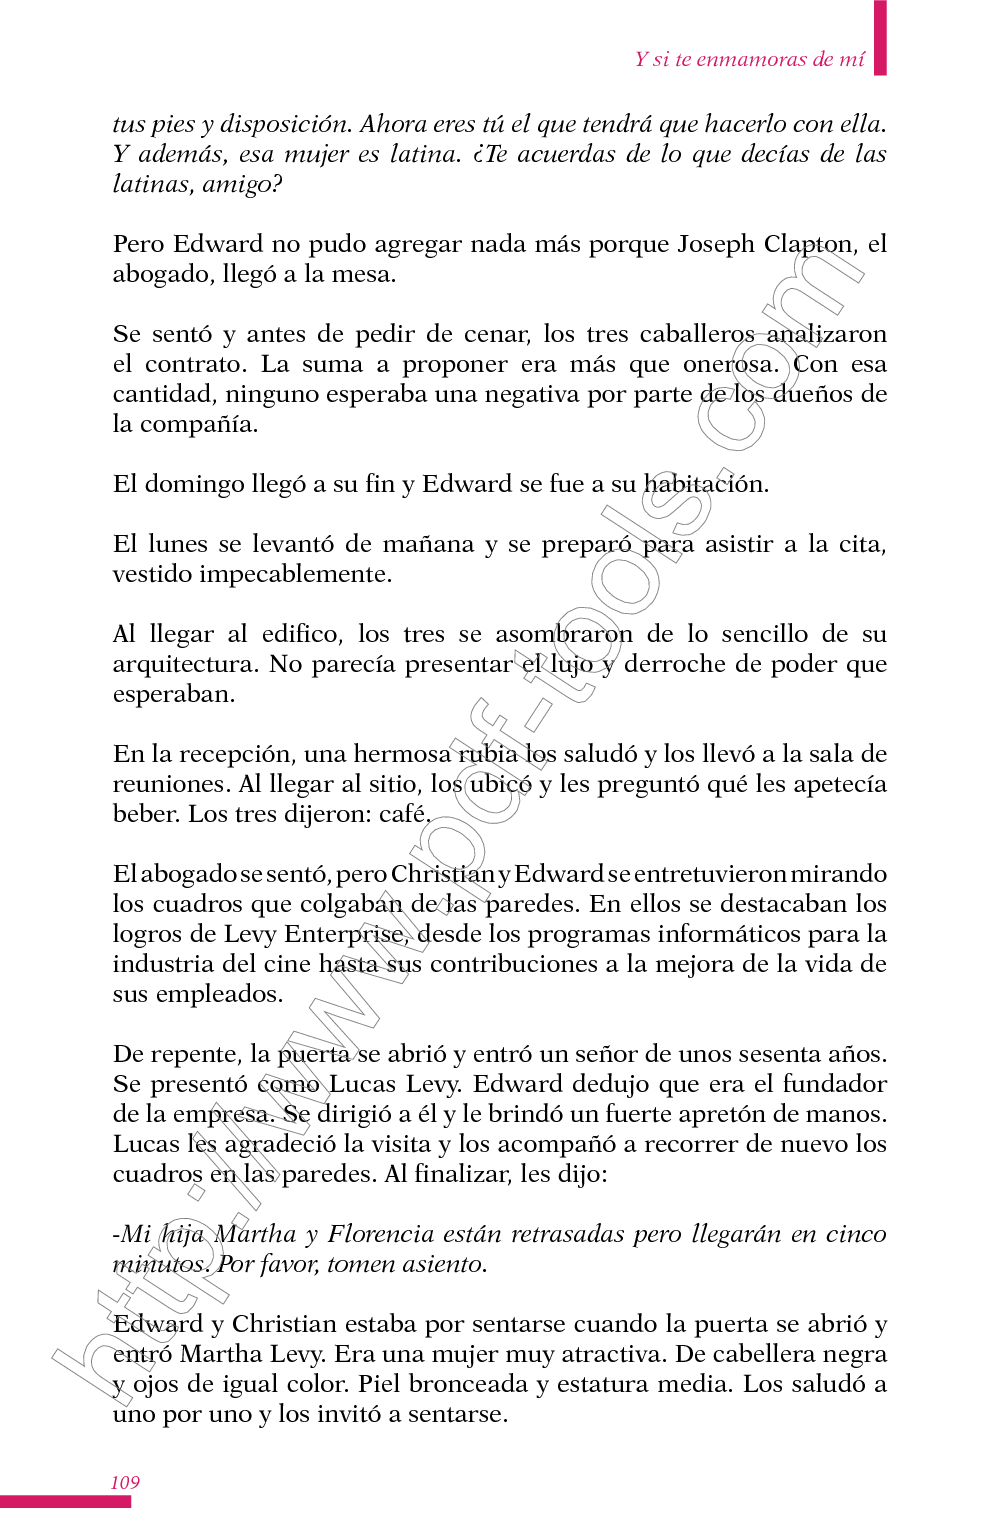 Y si te enmamoras de mí
tus pies y disposición. Ahora eres tú el que tendrá que hacerlo con ella.
Y además, esa mujer es latina. ¿Te acuerdas de lo que decías de las
latinas, amigo?
Pero Edward no pudo agregar nada más porque Joseph Clapton, el
abogado, llegó a la mesa.
Se sentó y antes de pedir de cenar, los tres caballeros analizaron
el contrato. La suma a proponer era más que onerosa. Con esa
cantidad, ninguno esperaba una negativa por parte de los dueños de
la compañía.
El domingo llegó a su fin y Edward se fue a su habitación.
El lunes se levantó de mañana y se preparó para asistir a la cita,
vestido impecablemente.
Al llegar al edifico, los tres se asombraron de lo sencillo de su
arquitectura. No parecía presentar el lujo y derroche de poder que
esperaban.
En la recepción, una hermosa rubia los saludó y los llevó a la sala de
reuniones. Al llegar al sitio, los ubicó y les preguntó qué les apetecía
beber. Los tres dijeron: café.
El abogado se sentó, pero Christian y Edward se entretuvieron mirando
los cuadros que colgaban de las paredes. En ellos se destacaban los
logros de Levy Enterprise, desde los programas informáticos para la
industria del cine hasta sus contribuciones a la mejora de la vida de
sus empleados.
De repente, la puerta se abrió y entró un señor de unos sesenta años.
Se presentó como Lucas Levy. Edward dedujo que era el fundador
de la empresa. Se dirigió a él y le brindó un fuerte apretón de manos.
Lucas les agradeció la visita y los acompañó a recorrer de nuevo los
cuadros en las paredes. Al finalizar, les dijo:
-Mi hija Martha y Florencia están retrasadas pero llegarán en cinco
minutos. Por favor, tomen asiento.
Edward y Christian estaba por sentarse cuando la puerta se abrió y
entró Martha Levy. Era una mujer muy atractiva. De cabellera negra
y ojos de igual color. Piel bronceada y estatura media. Los saludó a
uno por uno y los invitó a sentarse.
109
http://www.pdf-tools.com